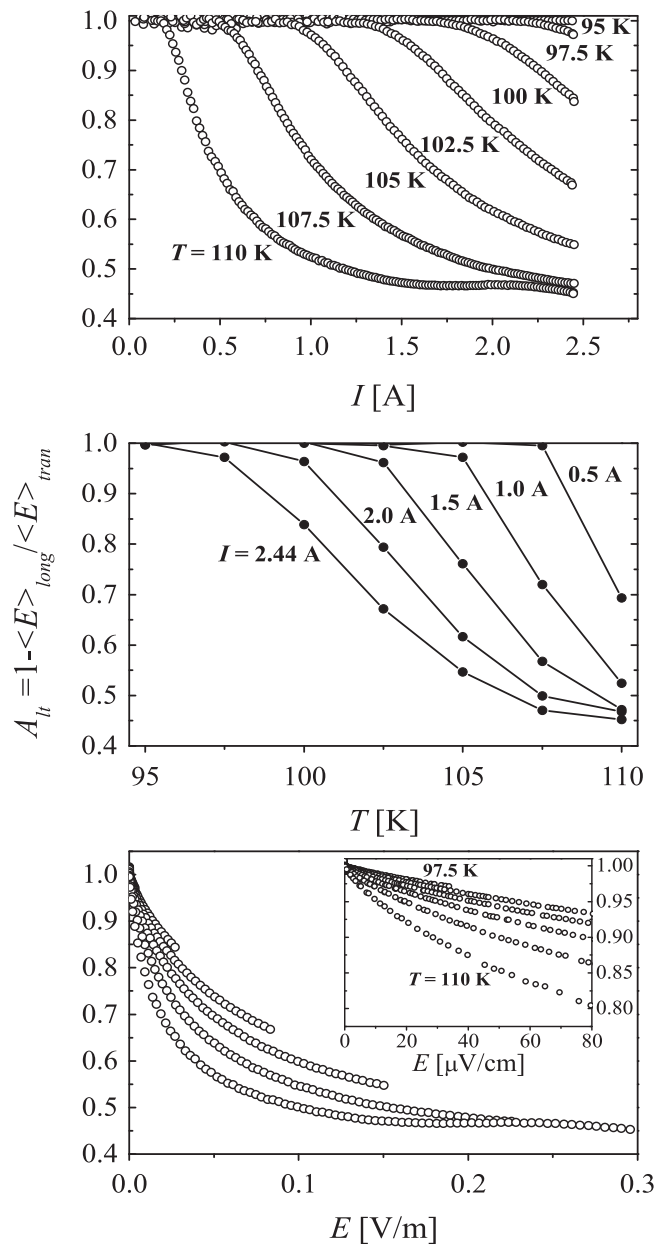 1.0
0.9
0.8
0.7
0.6
0.5
0.4
95 K
97.5 K
100 K
102.5 K
105 K
107.5 K
T = 110 K
0.0 0.5 1.0 1.5 2.0 2.5
I [A]
A_lt = 1-<E>_long/<E>_tran
1.0
0.9
0.8
0.7
0.6
0.5
0.4
0.5 A
1.0 A
1.5 A
2.0 A
I = 2.44 A
95 100 105 110
T [K]
1.0
0.9
0.8
0.7
0.6
0.5
0.4
97.5 K
T = 110 K
1.00
0.95
0.90
0.85
0.80
0 20 40 60 80
E [μV/cm]
0.0 0.1 0.2 0.3
E [V/m]